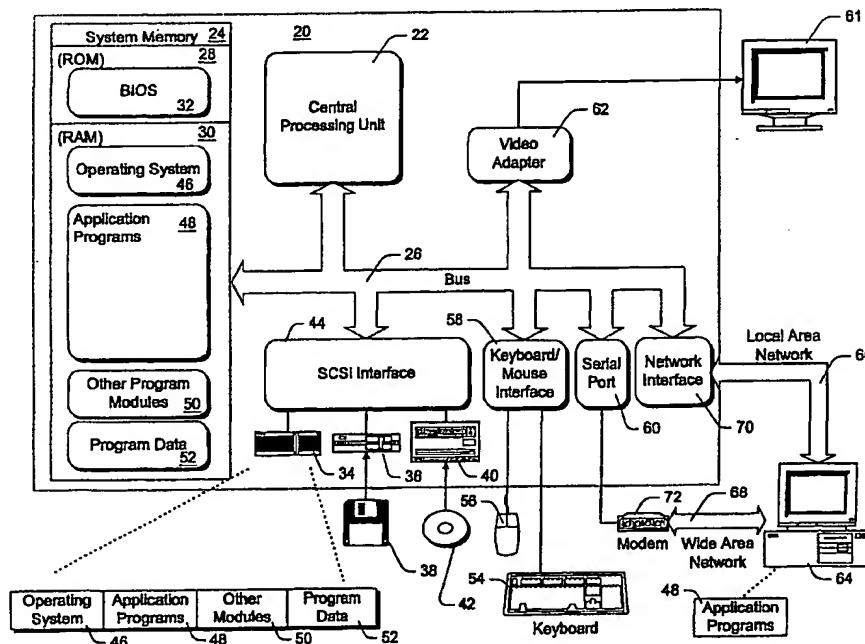 System Memory 24
(ROM) 28
BIOS
32
(RAM) 30
Operating System
46
Application 48
Programs
Other Program
Modules 50
Program Data
52
20
22
Central
Processing Unit
62
Video
Adapter
61
26
Bus
44
SCSI Interface
58
Keyboard/
Mouse
Interface
Serial
Port
60
Network
Interface
70
Local Area
Network
34
36
40
38
42
56
54
Keyboard
72
Modem
68
Wide Area
Network
64
48
Application
Programs
Operating System
Application Programs
Other Modules
Program Data
46
48
50
52